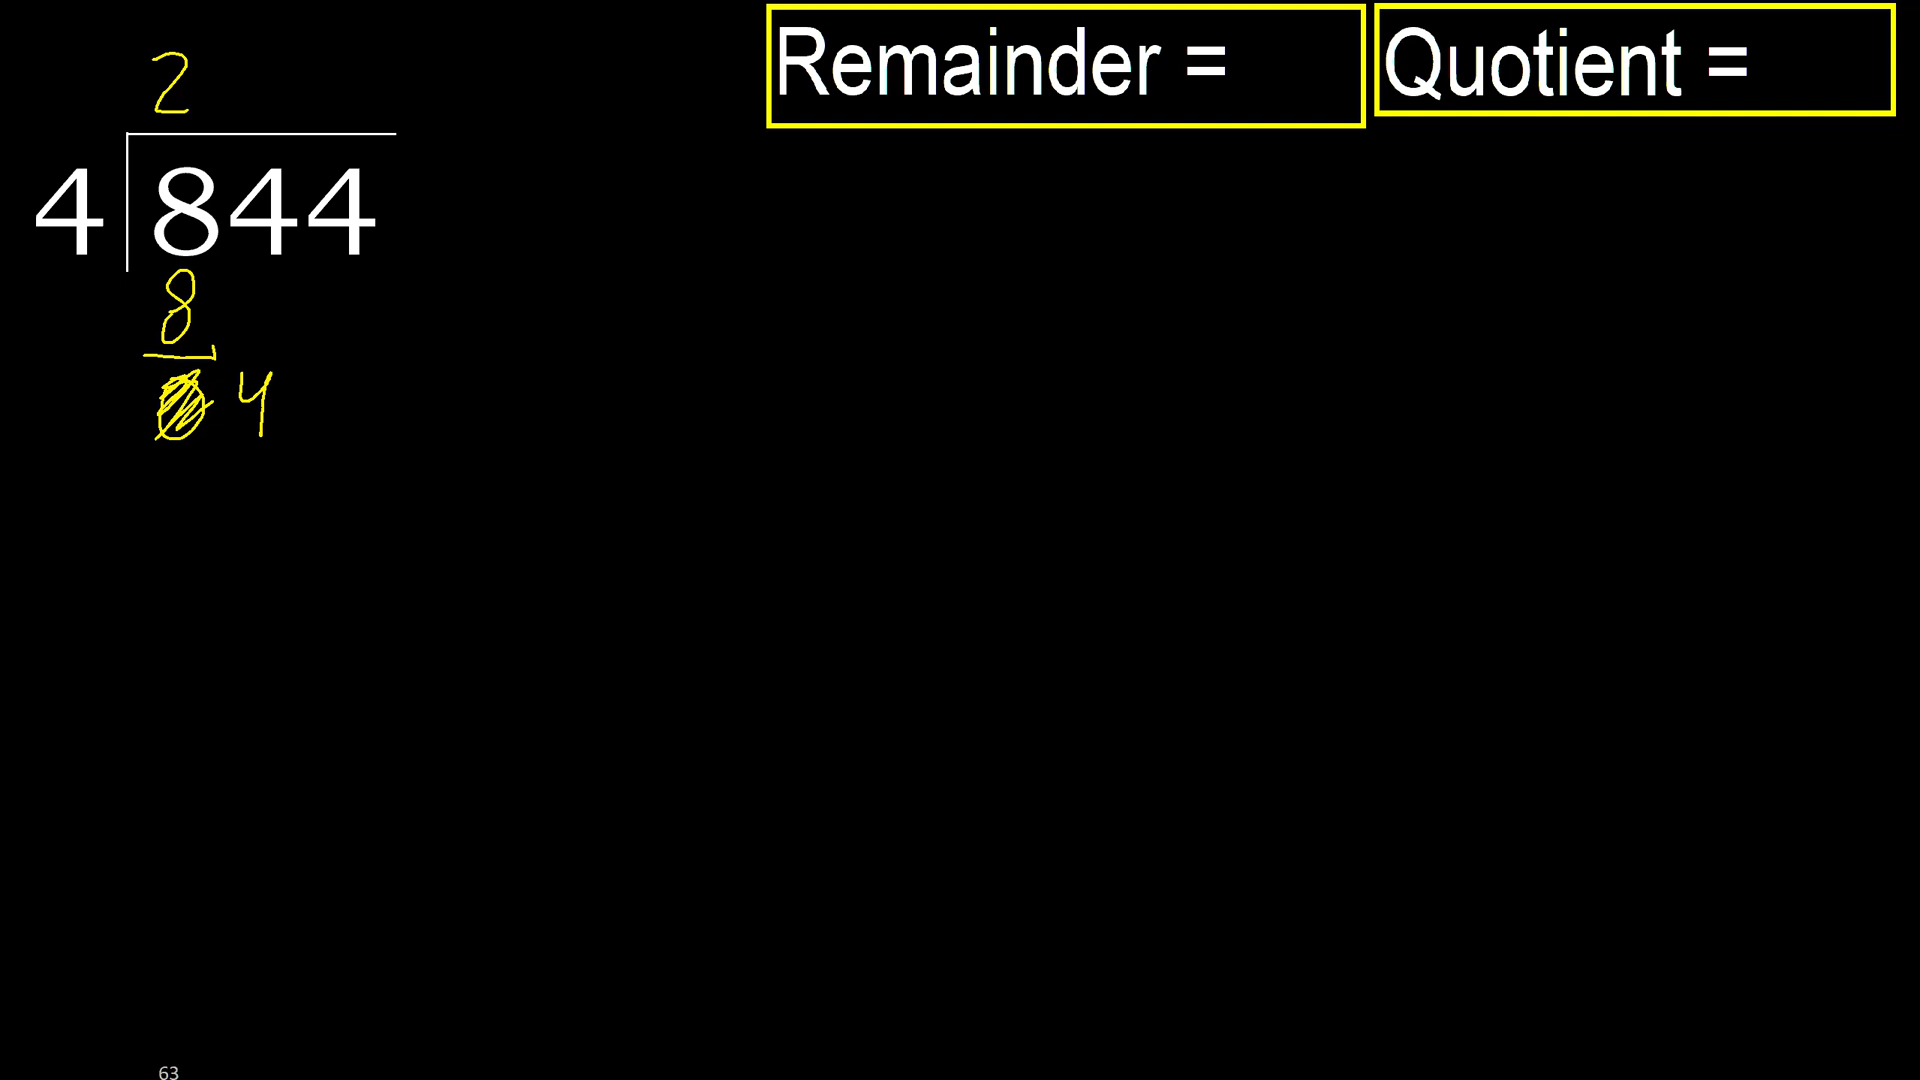 2
4 844
8
4
Remainder =
Quotient =
63